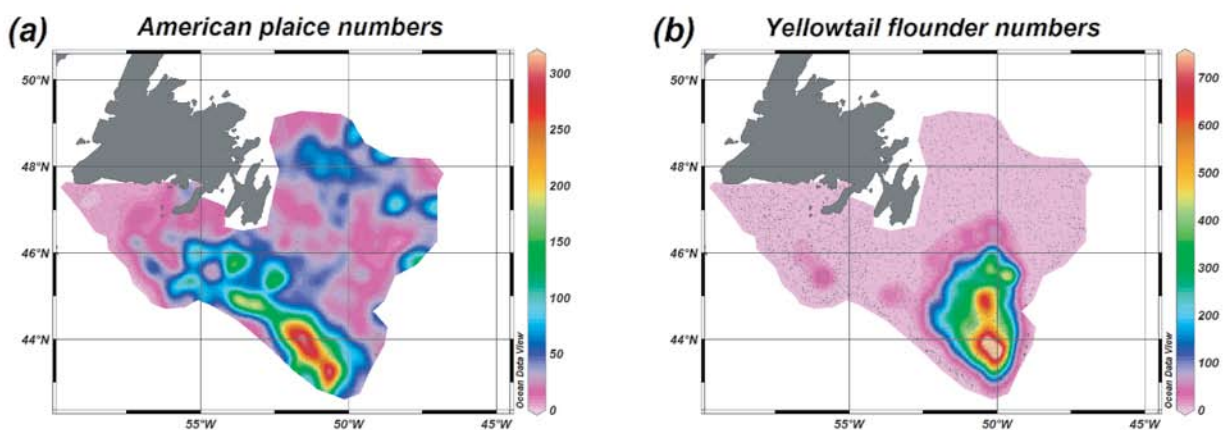 (a) American plaice numbers
50°N
48°N
46°N
44°N
55°W
50°W
45°W
300
250
200
150
100
50
0
Ocean Data View
(b) Yellowtail flounder numbers
50°N
48°N
46°N
44°N
55°W
50°W
45°W
700
600
500
400
300
200
100
0
Ocean Data View